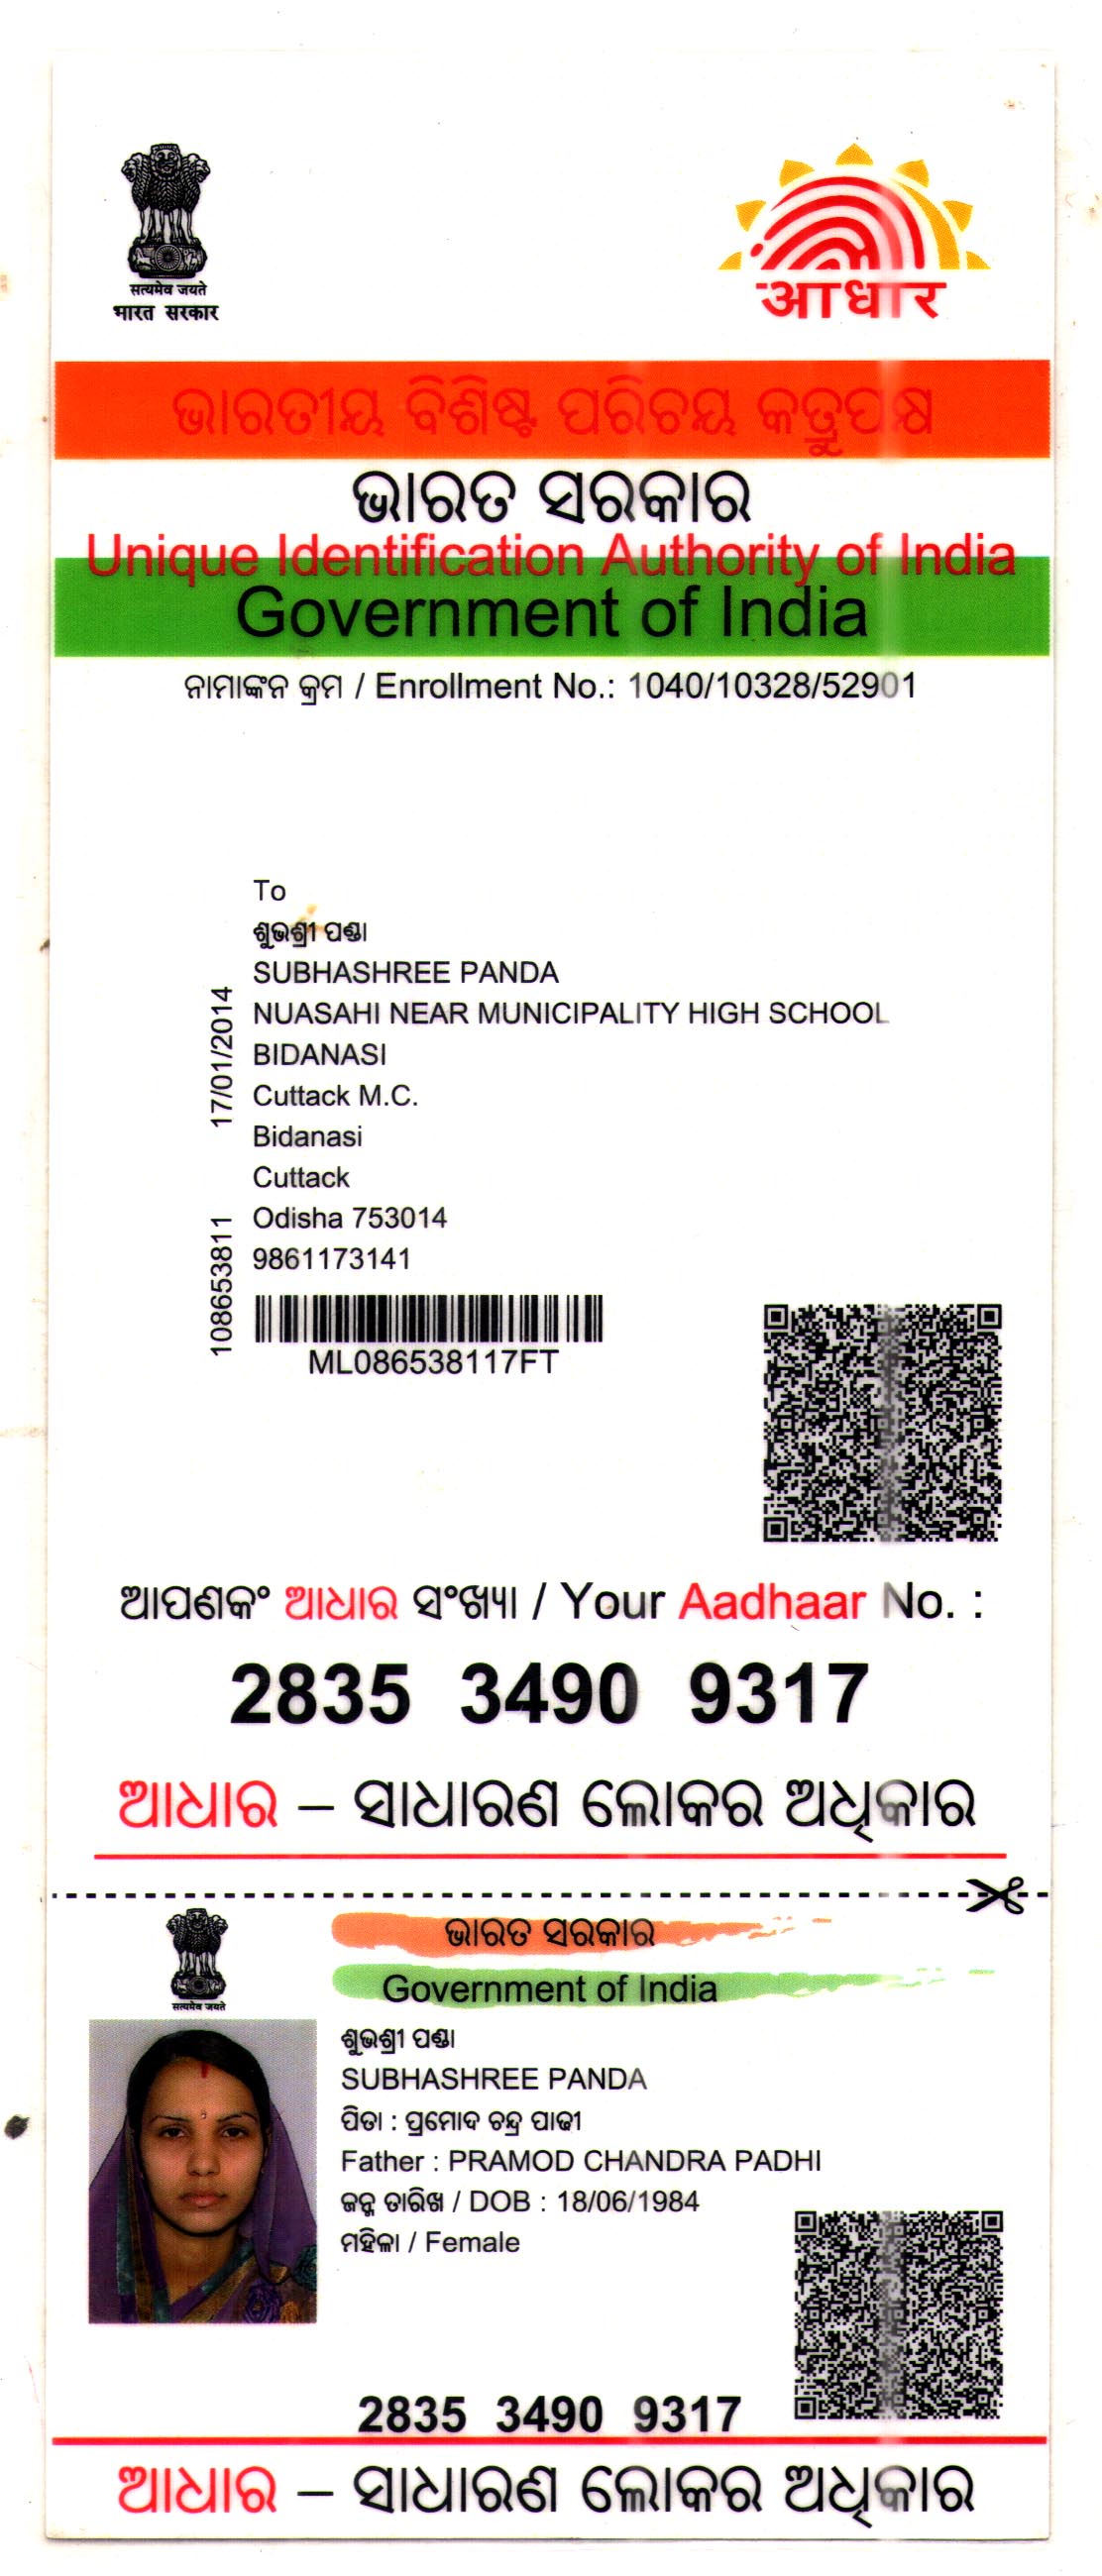 सत्यमेव जयते
भारत सरकार
आधार
ଭାରତୀୟ ବିଶିଷ୍ଟ ପରିଚୟ କର୍ତ୍ତୃପକ୍ଷ
ଭାରତ ସରକାର
Unique Identification Authority of India
Government of India
ନାମାଙ୍କନ କ୍ରମ / Enrollment No.: 1040/10328/52901
To
ଶୁଭଶ୍ରୀ ପଣ୍ଡା
SUBHASHREE PANDA
NUASAHI NEAR MUNICIPALITY HIGH SCHOOL
BIDANASI
Cuttack M.C.
Bidanasi
Cuttack
Odisha 753014
9861173141
17/01/2014
108653811
ML086538117FT
ଆପଣକଂ ଆଧାର ସଂଖ୍ୟା / Your Aadhaar No. :
2835 3490 9317
ଆଧାର – ସାଧାରଣ ଲୋକର ଅଧିକାର
सत्यमेव जयते
ଭାରତ ସରକାର
Government of India
ଶୁଭଶ୍ରୀ ପଣ୍ଡା
SUBHASHREE PANDA
ପିତା : ପ୍ରମୋଦ ଚନ୍ଦ୍ର ପାଢୀ
Father : PRAMOD CHANDRA PADHI
ଜନ୍ମ ତାରିଖ / DOB : 18/06/1984
ମହିଳା / Female
2835 3490 9317
ଆଧାର – ସାଧାରଣ ଲୋକର ଅଧିକାର